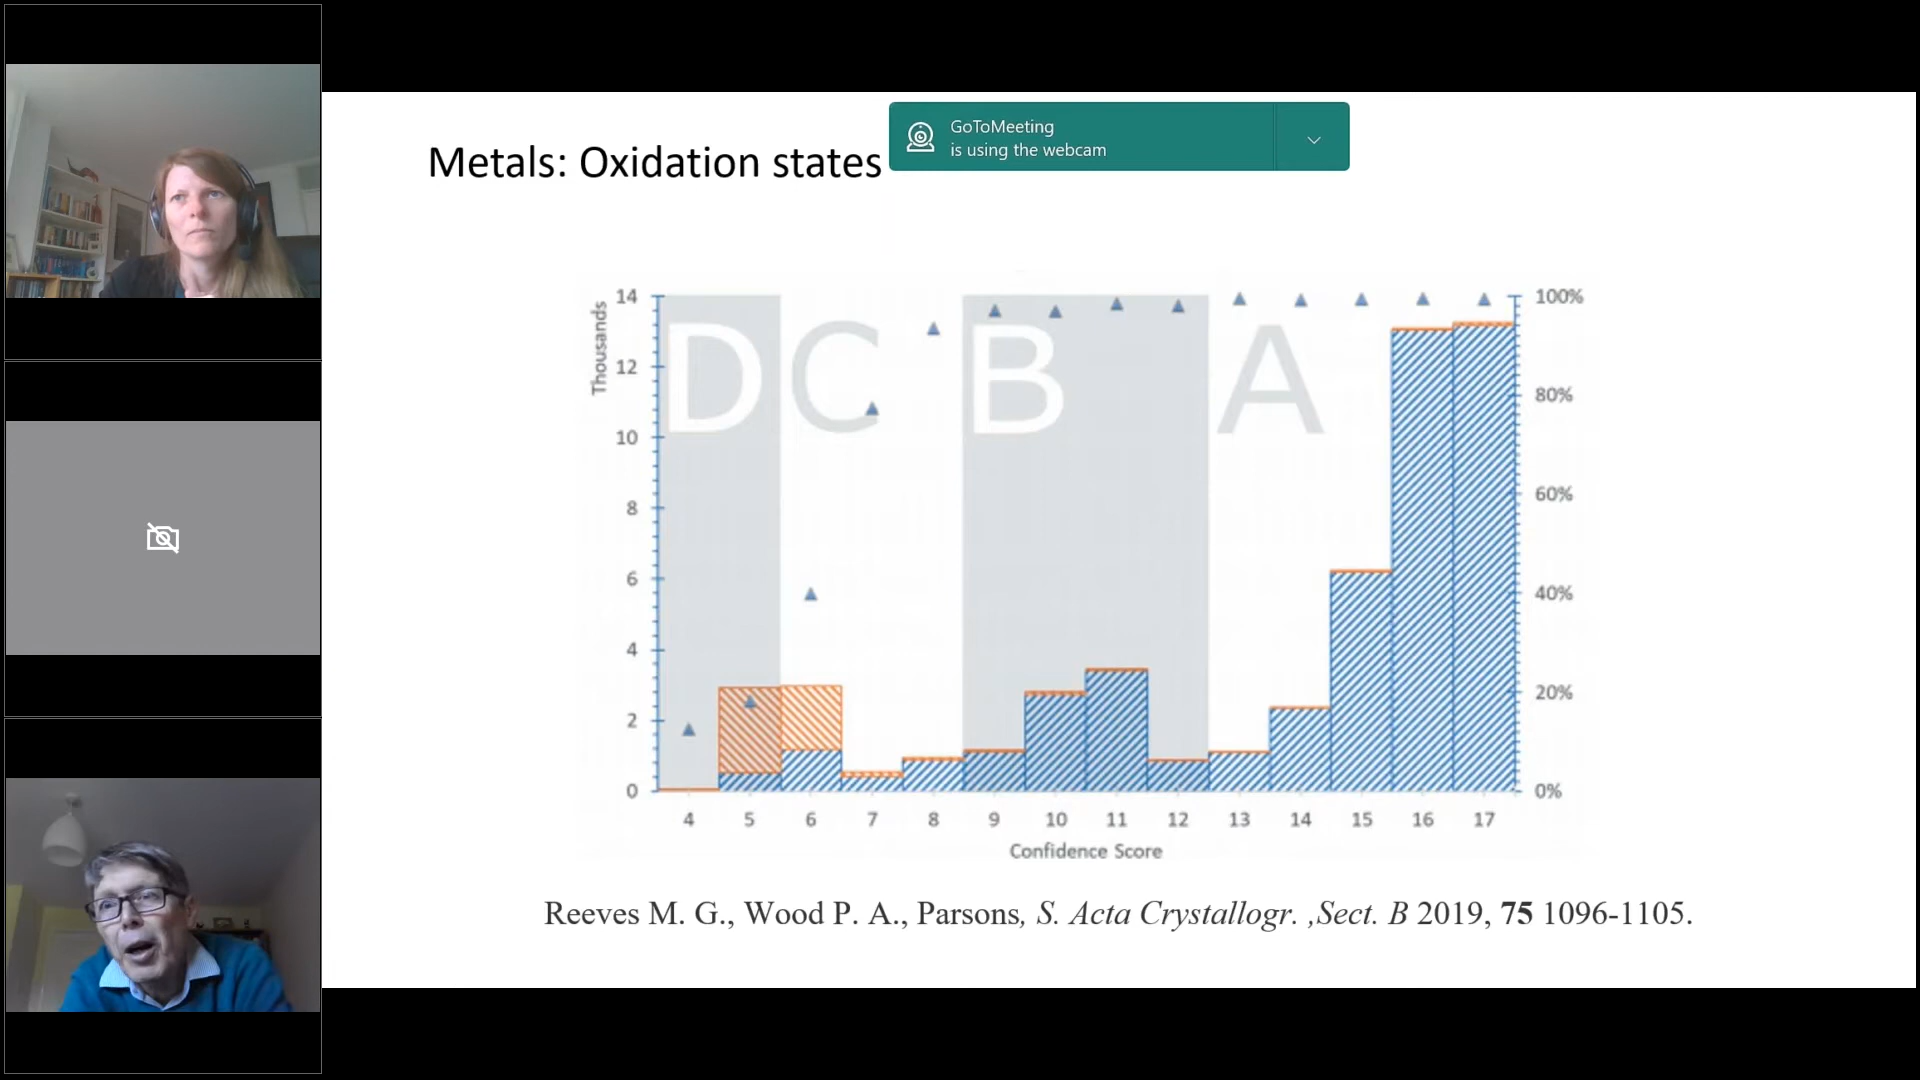 GoToMeeting
is using the webcam
Metals: Oxidation states
Thousands
14
12
10
8
6
4
2
0
D C B A
100%
80%
60%
40%
20%
0%
4 5 6 7 8 9 10 11 12 13 14 15 16 17
Confidence Score
Reeves M. G., Wood P. A., Parsons, S. Acta Crystallogr. ,Sect. B 2019, 75 1096-1105.